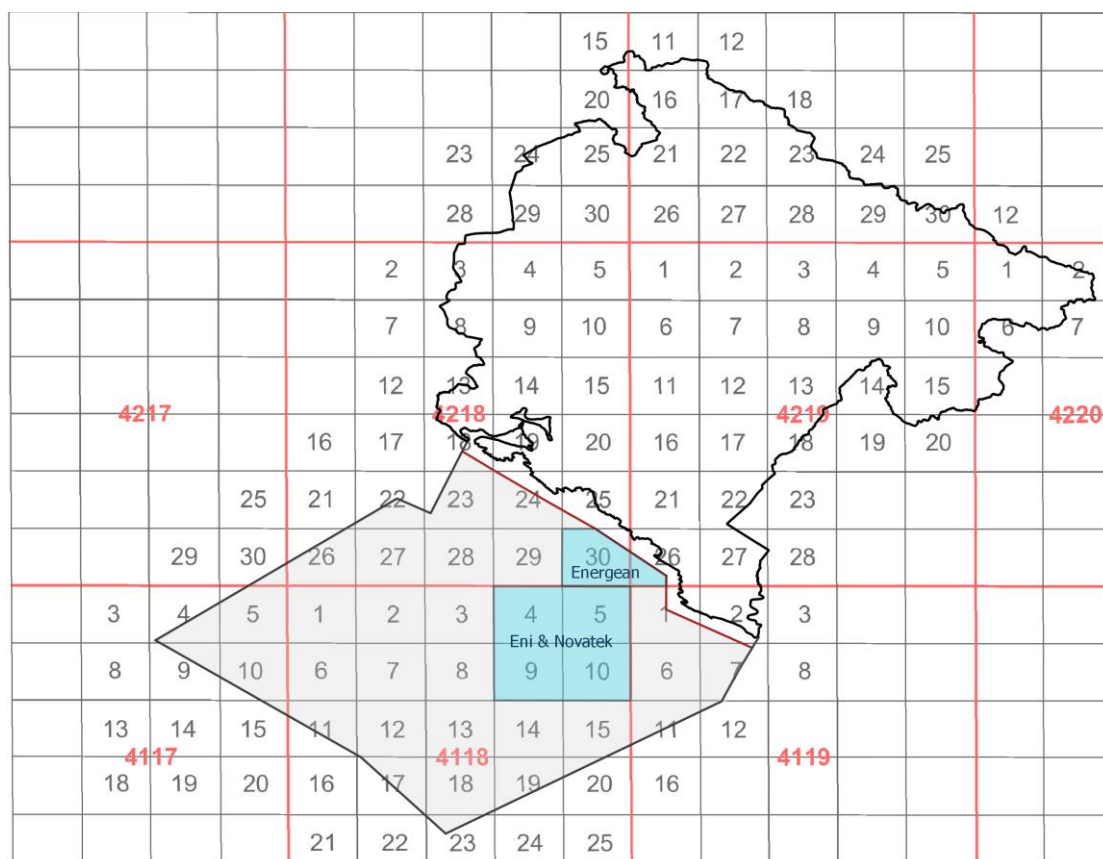 15 11 12
20 16 17 18
23 24 25 21 22 23 24 25
28 29 30 26 27 28 29 30 12
2 3 4 5 1 2 3 4 5 1 2
7 8 9 10 6 7 8 9 10 6 7
12 13 14 15 11 12 13 14 15
4217 4218 4219 4220
16 17 18 19 20 16 17 18 19 20
25 21 22 23 24 25 21 22 23
29 30 26 27 28 29 30 26 27 28
Energean
3 4 5 1 2 3 4 5 1 2 3
Eni & Novatek
8 9 10 6 7 8 9 10 6 7 8
13 14 15 11 12 13 14 15 11 12
4117 4118 4119
18 19 20 16 17 18 19 20 16
21 22 23 24 25